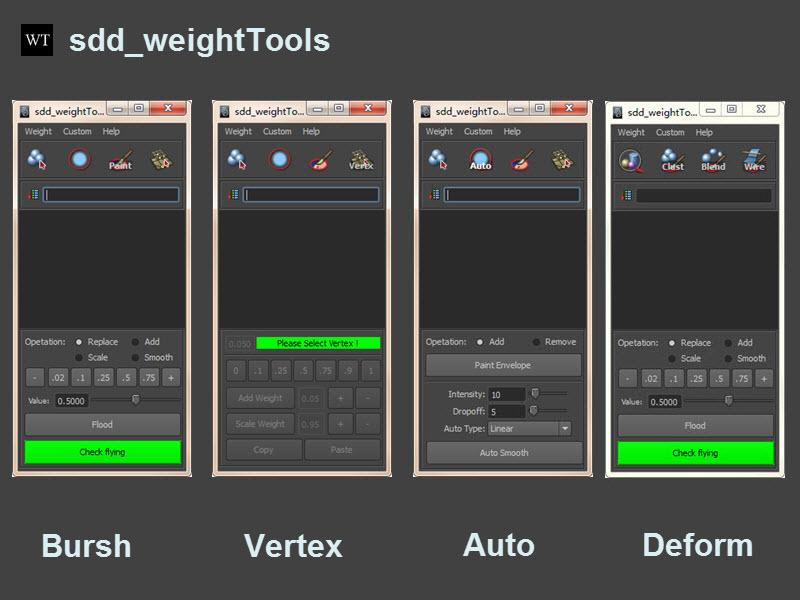 WT sdd_weightTools
sdd_weightTo...
Weight Custom Help
Paint
Opetation: Replace Add
Scale Smooth
- .02 .1 .25 .5 .75 +
Value: 0.5000
Flood
Check flying
Bursh
sdd_weightTo...
Weight Custom Help
Vertex
0.050 Please Select Vertex !
0 .1 .25 .5 .75 .9 1
Add Weight 0.05 + -
Scale Weight 0.95 + -
Copy Paste
Vertex
sdd_weightTo...
Weight Custom Help
Auto
Opetation: Add Remove
Paint Envelope
Intensity: 10
Dropoff: 5
Auto Type: Linear
Auto Smooth
Auto
sdd_weightTo...
Weight Custom Help
Clust Blend Wire
Opetation: Replace Add
Scale Smooth
- .02 .1 .25 .5 .75 +
Value: 0.5000
Flood
Check flying
Deform